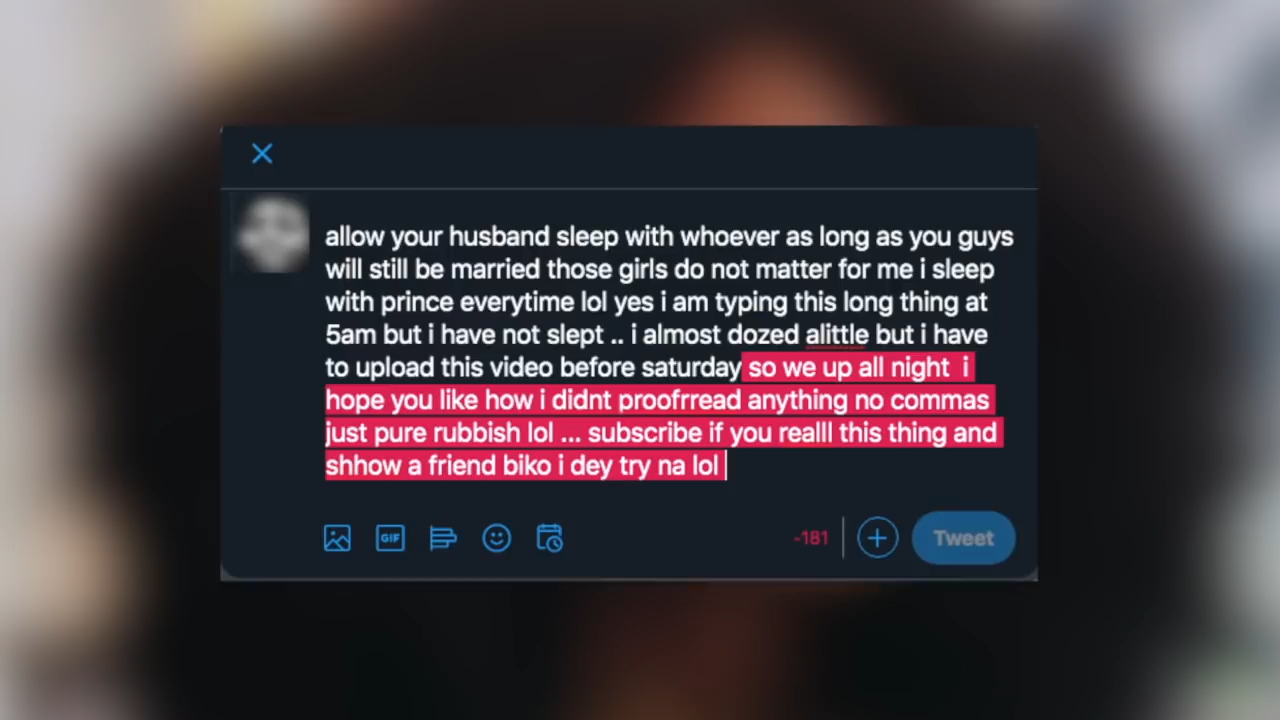 allow your husband sleep with whoever as long as you guys
will still be married those girls do not matter for me i sleep
with prince everytime lol yes i am typing this long thing at
5am but i have not slept .. i almost dozed alittle but i have
to upload this video before saturday so we up all night  i
hope you like how i didnt proofrread anything no commas
just pure rubbish lol ... subscribe if you realll this thing and
shhow a friend biko i dey try na lol
GIF
-181
Tweet